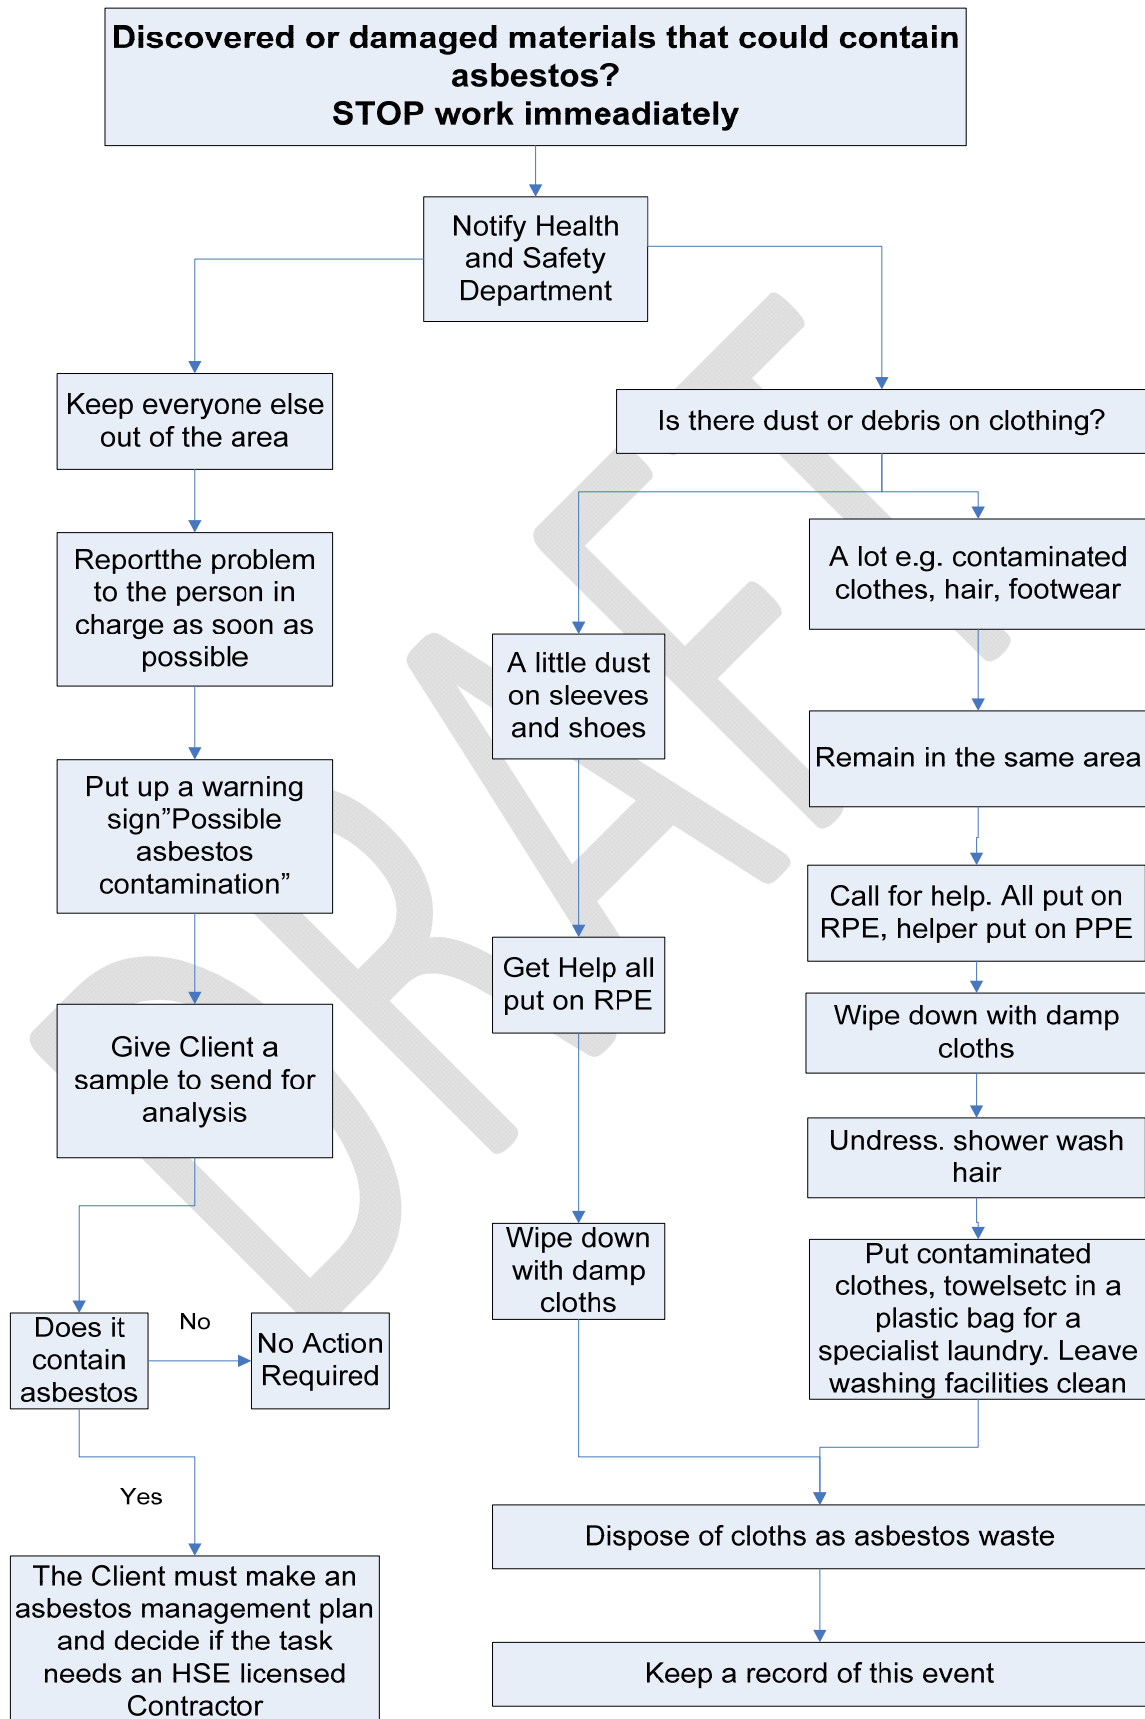 Discovered or damaged materials that could contain
asbestos?
STOP work immeadiately
Notify Health
and Safety
Department
Keep everyone else
out of the area
Is there dust or debris on clothing?
Reportthe problem
to the person in
charge as soon as
possible
A lot e.g. contaminated
clothes, hair, footwear
A little dust
on sleeves
and shoes
Remain in the same area
Put up a warning
sign”Possible
asbestos
contamination”
Call for help. All put on
RPE, helper put on PPE
Get Help all
put on RPE
Give Client a
sample to send for
analysis
Wipe down with damp
cloths
Undress. shower wash
hair
Wipe down
with damp
cloths
Put contaminated
clothes, towelsetc in a
plastic bag for a
specialist laundry. Leave
washing facilities clean
Does it
contain
asbestos
No
No Action
Required
Yes
Dispose of cloths as asbestos waste
The Client must make an
asbestos management plan
and decide if the task
needs an HSE licensed
Contractor
Keep a record of this event
DRAFT